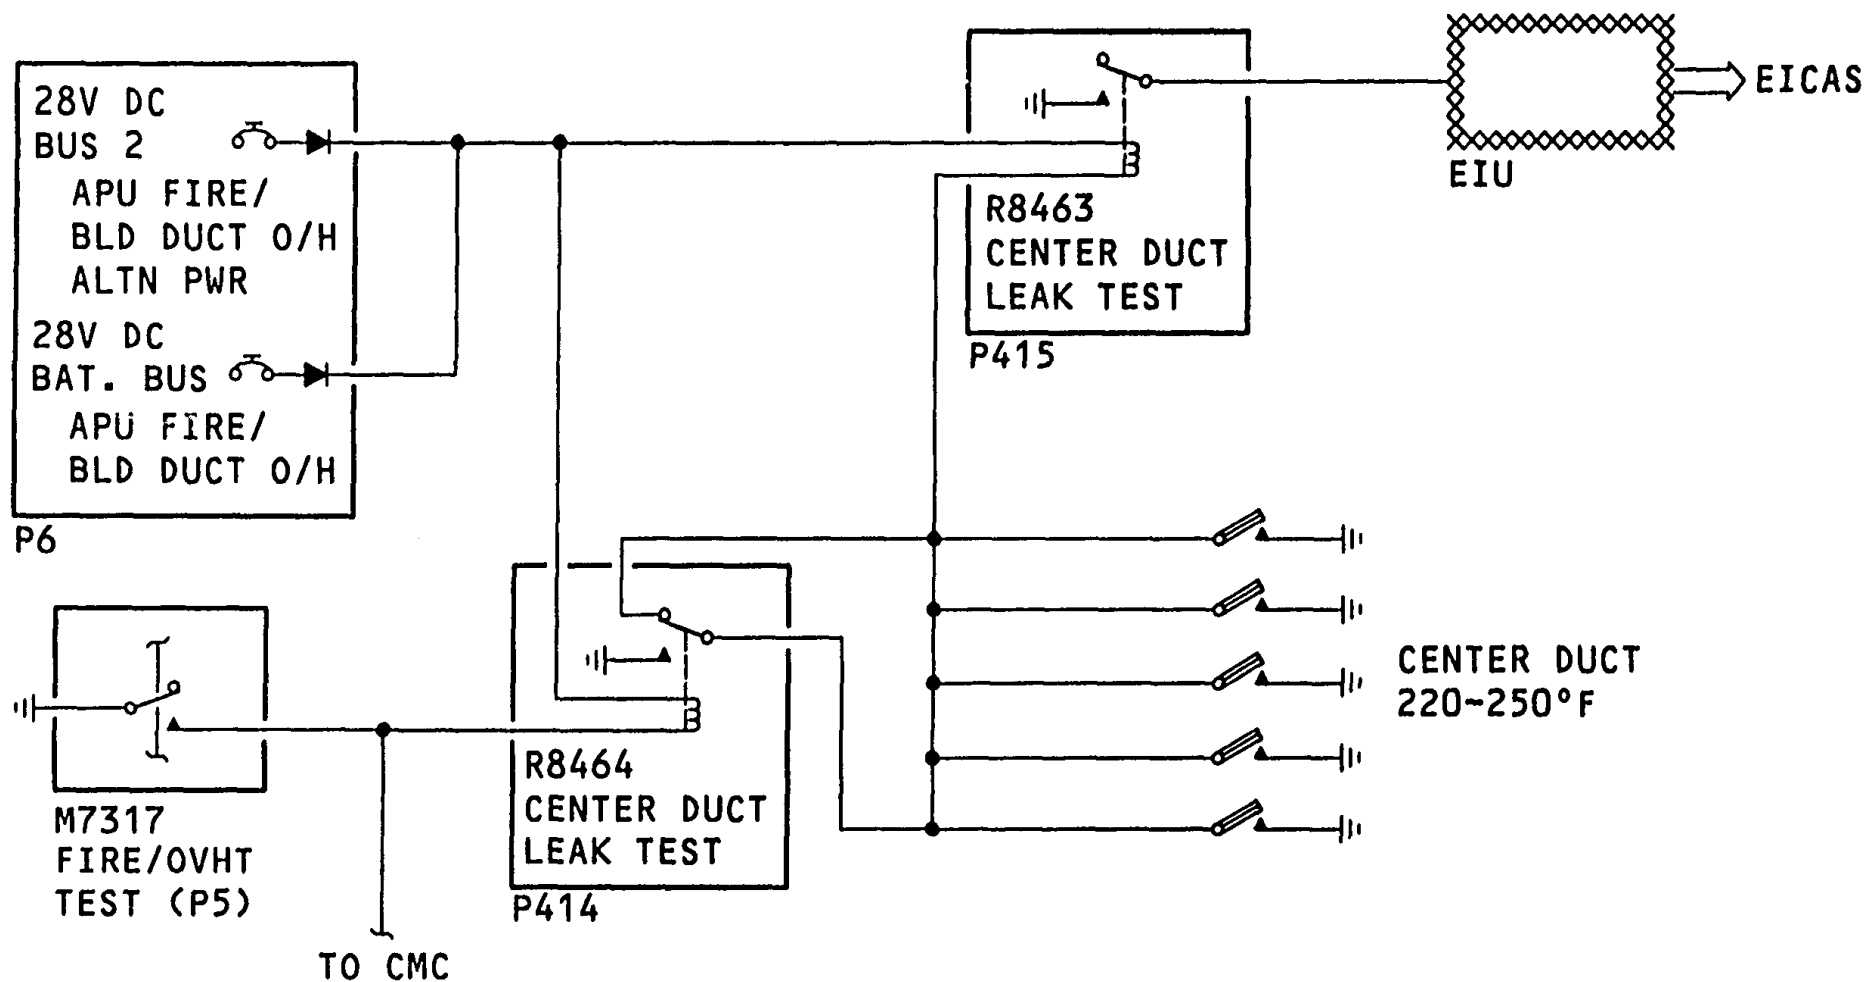 28V DC
BUS 2
APU FIRE/
BLD DUCT O/H
ALTN PWR
28V DC
BAT. BUS
APU FIRE/
BLD DUCT O/H
P6
R8463
CENTER DUCT
LEAK TEST
P415
EICAS
EIU
M7317
FIRE/OVHT
TEST (P5)
R8464
CENTER DUCT
LEAK TEST
P414
TO CMC
CENTER DUCT
220~250°F